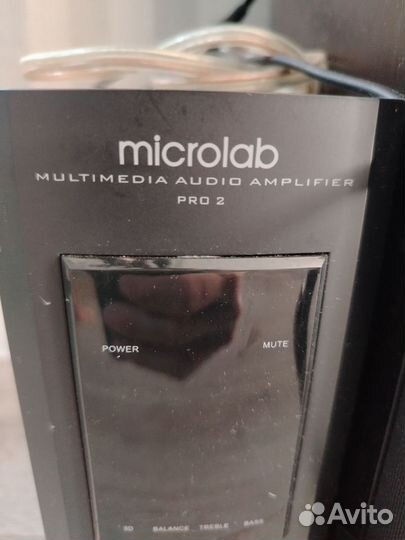 microlab
MULTIMEDIA AUDIO AMPLIFIER
PRO 2
POWER MUTE
3D BALANCE TREBLE BASS
Avito